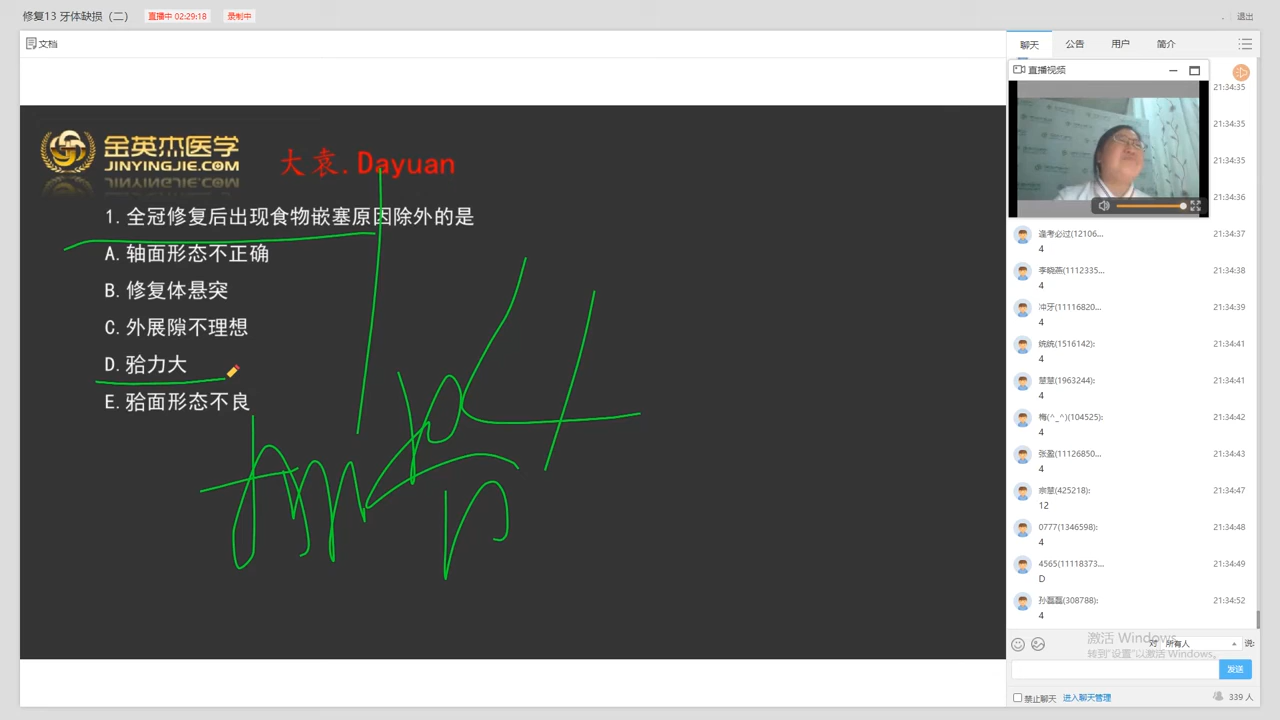 修复13 牙体缺损（二）
直播中 02:29:18
录制中
退出
文档
聊天
公告
用户
简介
直播视频
金英杰医学
JINYINGJIE.COM
大袁.Dayuan
1. 全冠修复后出现食物嵌塞原因除外的是
A. 轴面形态不正确
B. 修复体悬突
C. 外展隙不理想
D. 𬌗力大
E. 𬌗面形态不良
21:34:35
21:34:35
21:34:35
21:34:36
逢考必过(12106... 21:34:37
4
李晓燕(1112335... 21:34:38
4
冲牙(11116820... 21:34:39
4
统统(1516142): 21:34:41
4
慧慧(1963244): 21:34:41
4
梅(^_^)(104525): 21:34:42
4
张盈(11126850... 21:34:43
4
宗慧(425218): 21:34:47
12
0777(1346598): 21:34:48
4
4565(11118373... 21:34:49
D
孙磊磊(308788): 21:34:52
4
激活 Windows
转到"设置"以激活 Windows。
对 所有人 说:
发送
禁止聊天
进入聊天管理
339 人